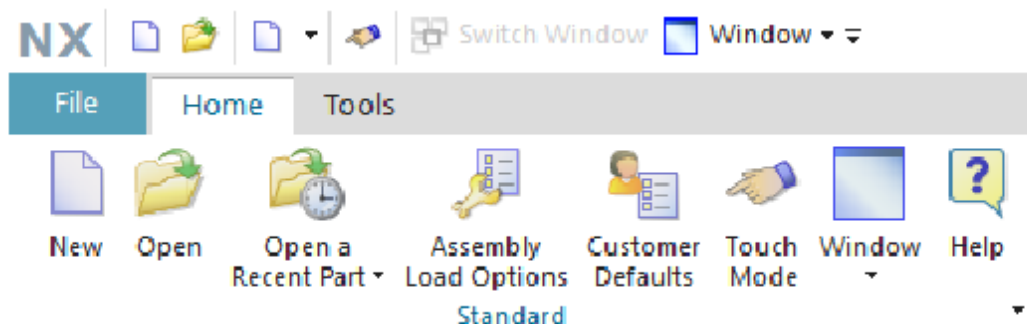 NX Switch Window Window
File Home Tools
New Open Open a Recent Part Assembly Load Options Customer Defaults Touch Mode Window Help
Standard